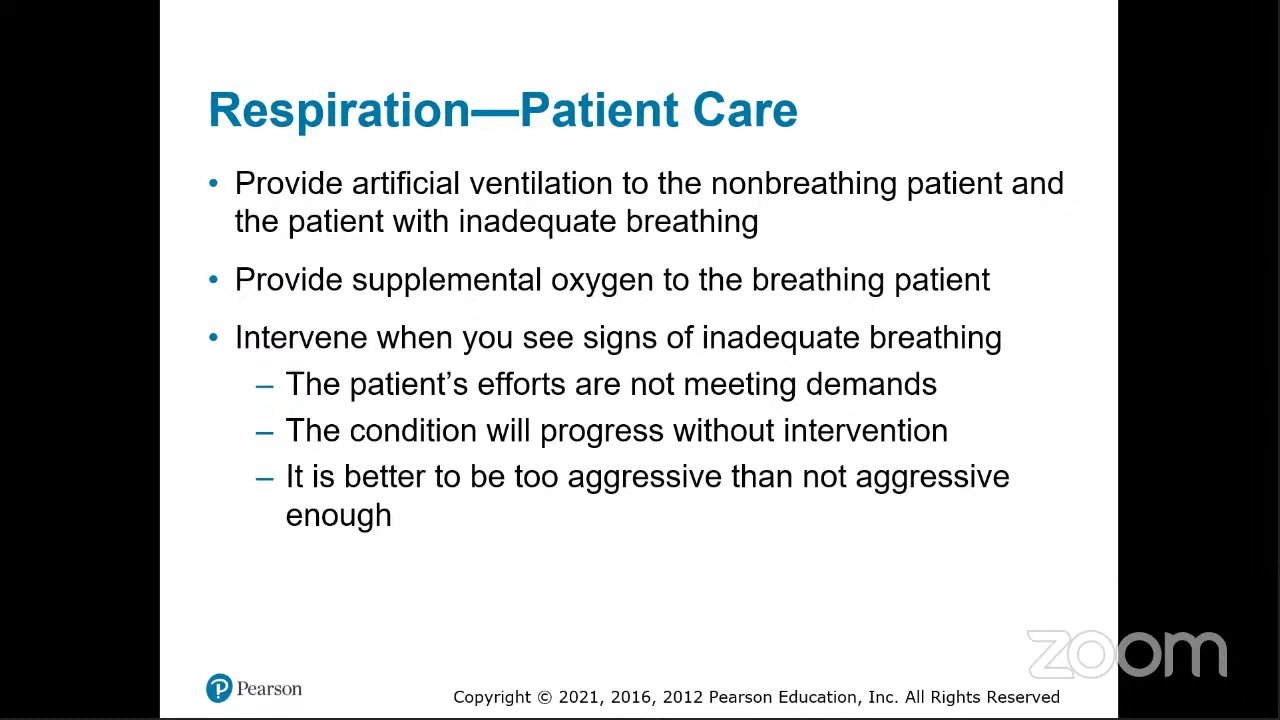 Respiration—Patient Care
• Provide artificial ventilation to the nonbreathing patient and
the patient with inadequate breathing
• Provide supplemental oxygen to the breathing patient
• Intervene when you see signs of inadequate breathing
– The patient’s efforts are not meeting demands
– The condition will progress without intervention
– It is better to be too aggressive than not aggressive
enough
zoom
P Pearson
Copyright © 2021, 2016, 2012 Pearson Education, Inc. All Rights Reserved